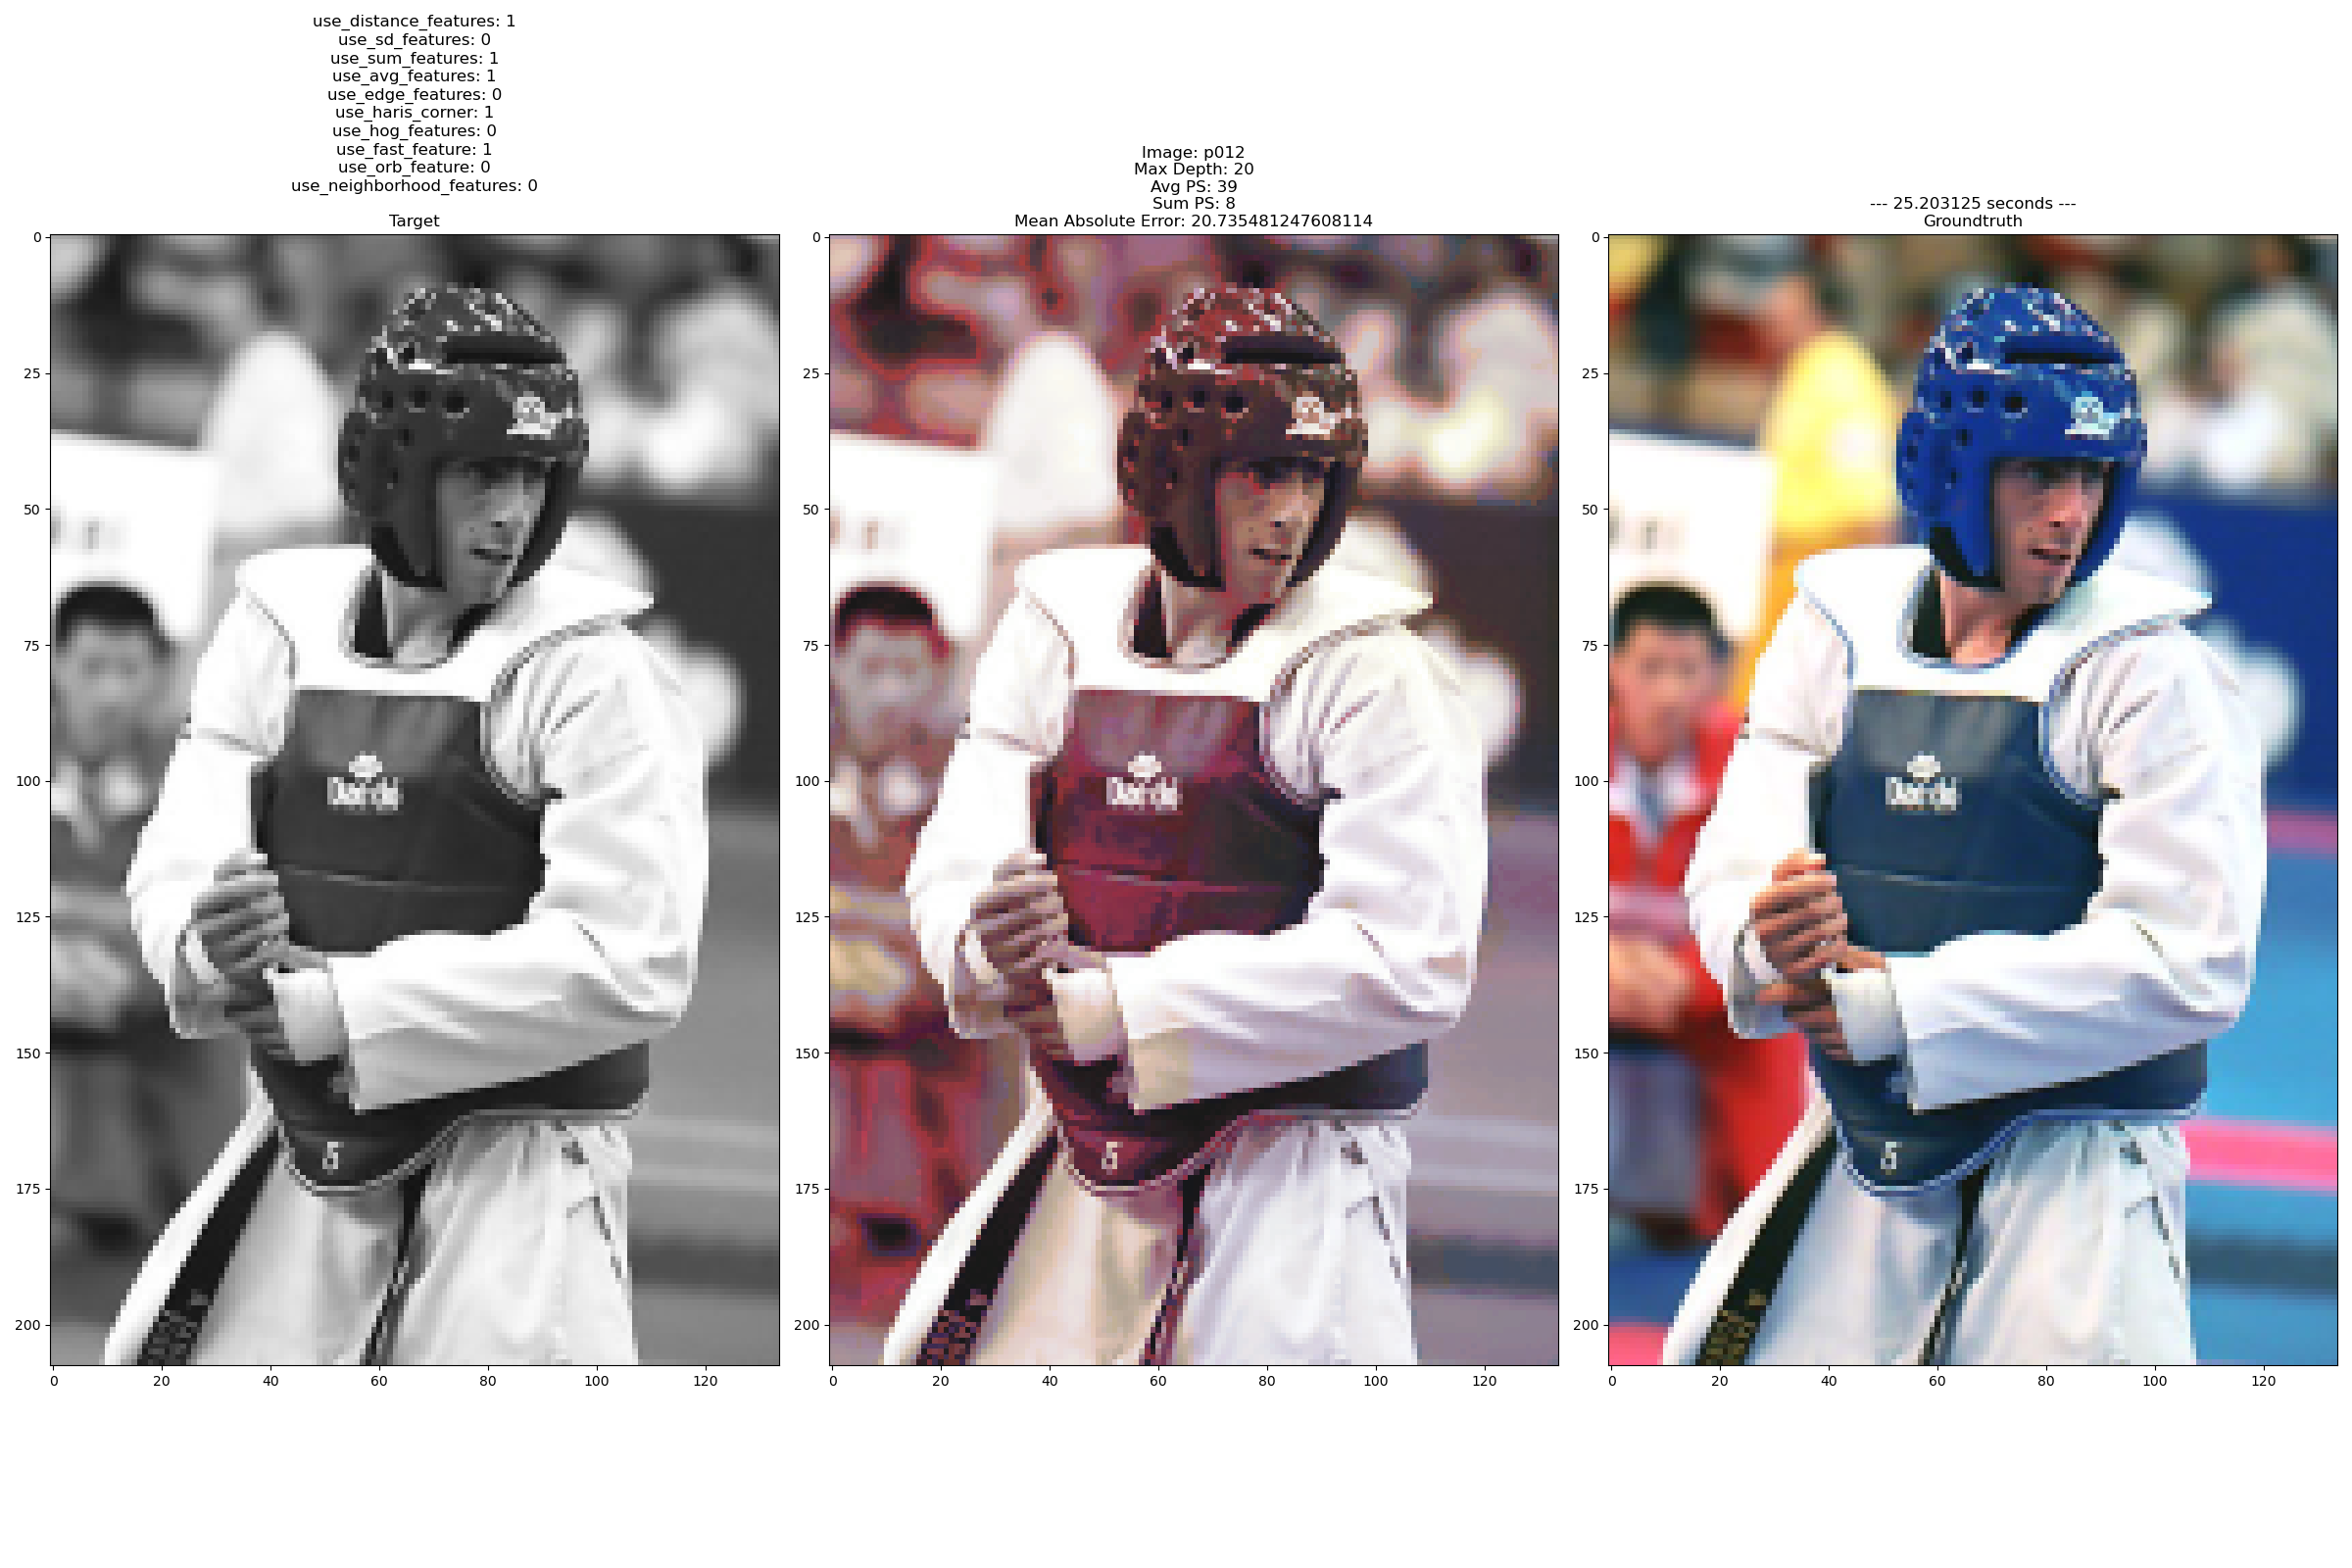 use_distance_features: 1
use_sd_features: 0
use_sum_features: 1
use_avg_features: 1
use_edge_features: 0
use_haris_corner: 1
use_hog_features: 0
use_fast_feature: 1
use_orb_feature: 0
use_neighborhood_features: 0
Target
0
25
50
75
100
125
150
175
200
0
20
40
60
80
100
120
5
Image: p012
Max Depth: 20
Avg PS: 39
Sum PS: 8
Mean Absolute Error: 20.735481247608114
0
25
50
75
100
125
150
175
200
0
20
40
60
80
100
120
5
--- 25.203125 seconds ---
Groundtruth
0
25
50
75
100
125
150
175
200
0
20
40
60
80
100
120
5